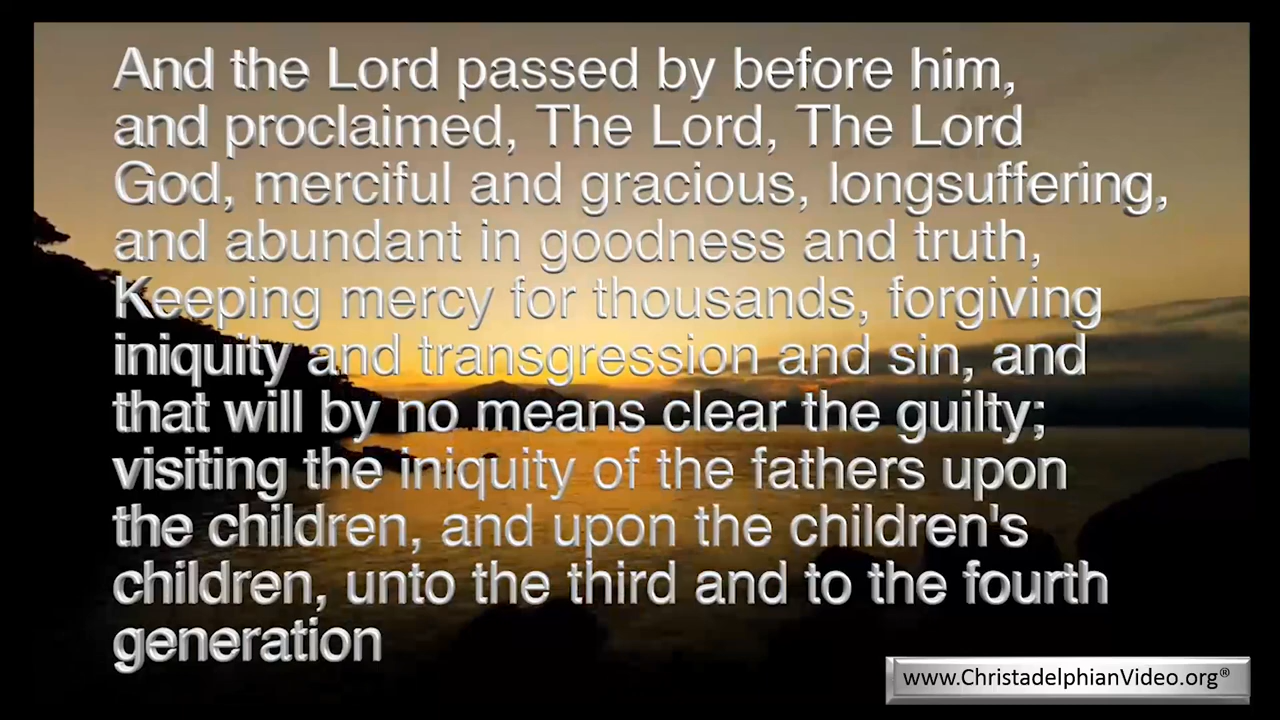 And the Lord passed by before him,
and proclaimed, The Lord, The Lord
God, merciful and gracious, longsuffering,
and abundant in goodness and truth,
Keeping mercy for thousands, forgiving
iniquity and transgression and sin, and
that will by no means clear the guilty;
visiting the iniquity of the fathers upon
the children, and upon the children's
children, unto the third and to the fourth
generation
www.ChristadelphianVideo.org®